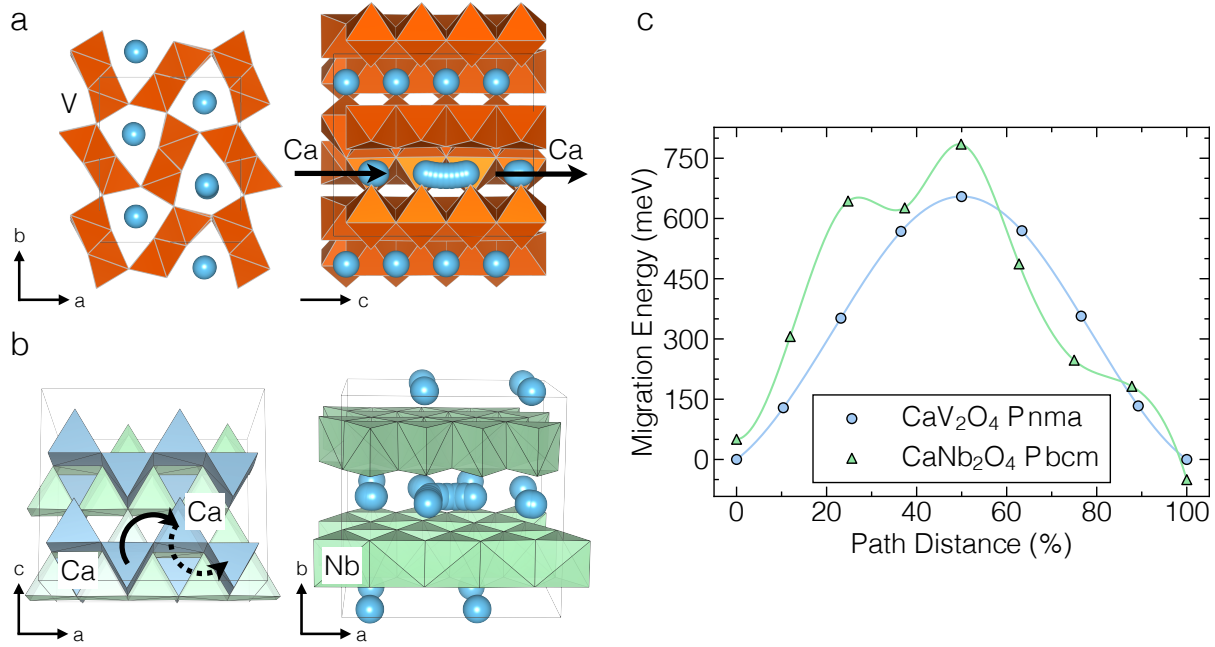 a
V
b
a
Ca
Ca
c
b
Ca
Ca
c
a
Nb
b
a
c
Migration Energy (meV)
750
600
450
300
150
0
0 20 40 60 80 100
Path Distance (%)
CaV₂O₄ Pnma
CaNb₂O₄ Pbcm